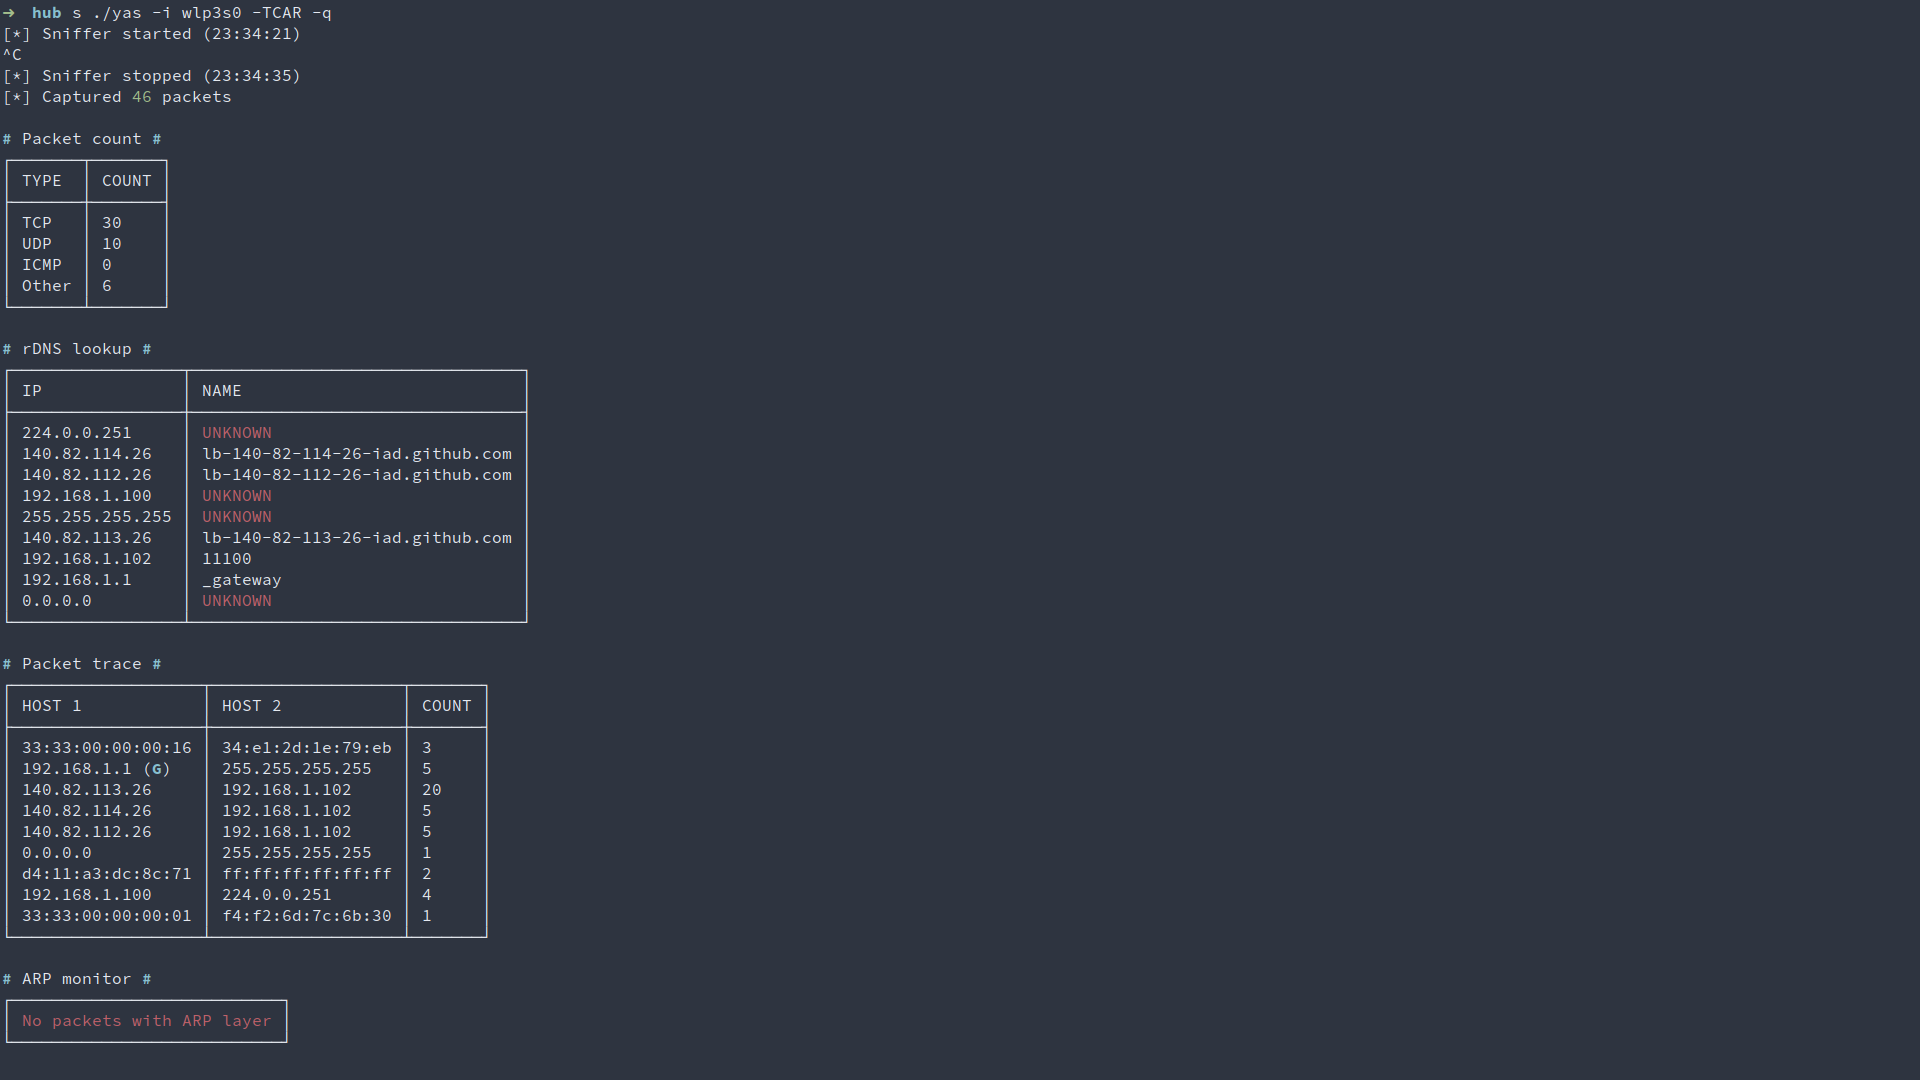 ➜  hub s ./yas -i wlp3s0 -TCAR -q
[*] Sniffer started (23:34:21)
^C
[*] Sniffer stopped (23:34:35)
[*] Captured 46 packets
# Packet count #
TYPE COUNT
TCP 30
UDP 10
ICMP 0
Other 6
# rDNS lookup #
IP NAME
224.0.0.251 UNKNOWN
140.82.114.26 lb-140-82-114-26-iad.github.com
140.82.112.26 lb-140-82-112-26-iad.github.com
192.168.1.100 UNKNOWN
255.255.255.255 UNKNOWN
140.82.113.26 lb-140-82-113-26-iad.github.com
192.168.1.102 11100
192.168.1.1 _gateway
0.0.0.0 UNKNOWN
# Packet trace #
HOST 1 HOST 2 COUNT
33:33:00:00:00:16 34:e1:2d:1e:79:eb 3
192.168.1.1 (G) 255.255.255.255 5
140.82.113.26 192.168.1.102 20
140.82.114.26 192.168.1.102 5
140.82.112.26 192.168.1.102 5
0.0.0.0 255.255.255.255 1
d4:11:a3:dc:8c:71 ff:ff:ff:ff:ff:ff 2
192.168.1.100 224.0.0.251 4
33:33:00:00:00:01 f4:f2:6d:7c:6b:30 1
# ARP monitor #
No packets with ARP layer